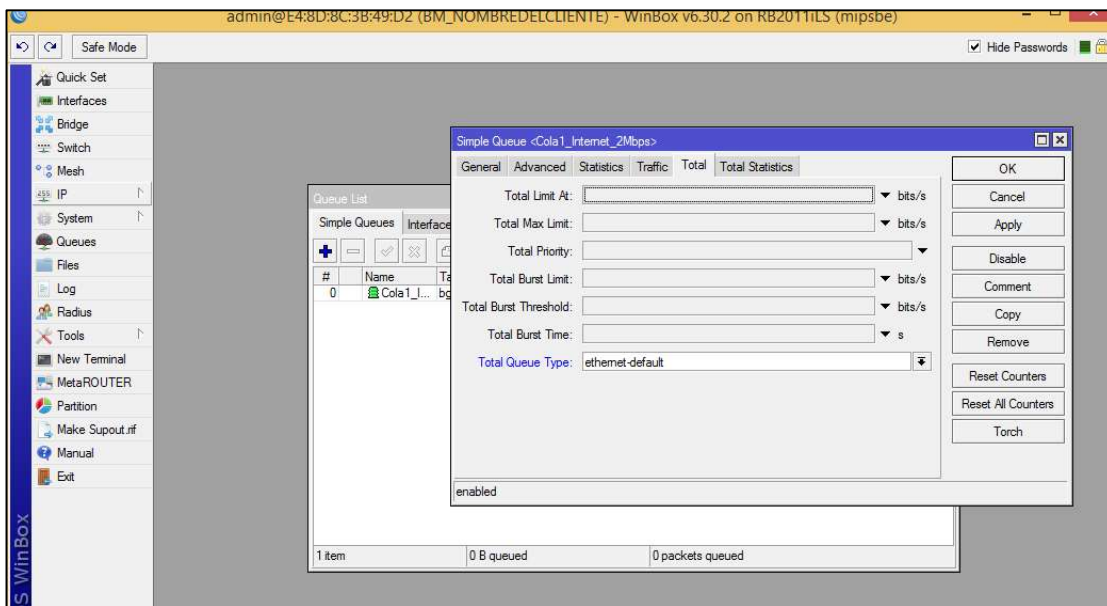 admin@E4:8D:8C:3B:49:D2 (BM_NOMBREDELCLIENTE) - WinBox v6.30.2 on RB2011iLS (mipsbe)
Safe Mode
Hide Passwords
Quick Set
Interfaces
Bridge
Switch
Mesh
255 IP
System
Queues
Files
Log
Radius
Tools
New Terminal
MetaROUTER
Partition
Make Supout.rif
Manual
Exit
S WinBox
Queue List
Simple Queues Interface
# Name Ta
0 Cola1_I... bg
1 item 0 B queued 0 packets queued
Simple Queue <Cola1_Internet_2Mbps>
General Advanced Statistics Traffic Total Total Statistics
Total Limit At: bits/s
Total Max Limit: bits/s
Total Priority:
Total Burst Limit: bits/s
Total Burst Threshold: bits/s
Total Burst Time: s
Total Queue Type: ethernet-default
enabled
OK
Cancel
Apply
Disable
Comment
Copy
Remove
Reset Counters
Reset All Counters
Torch